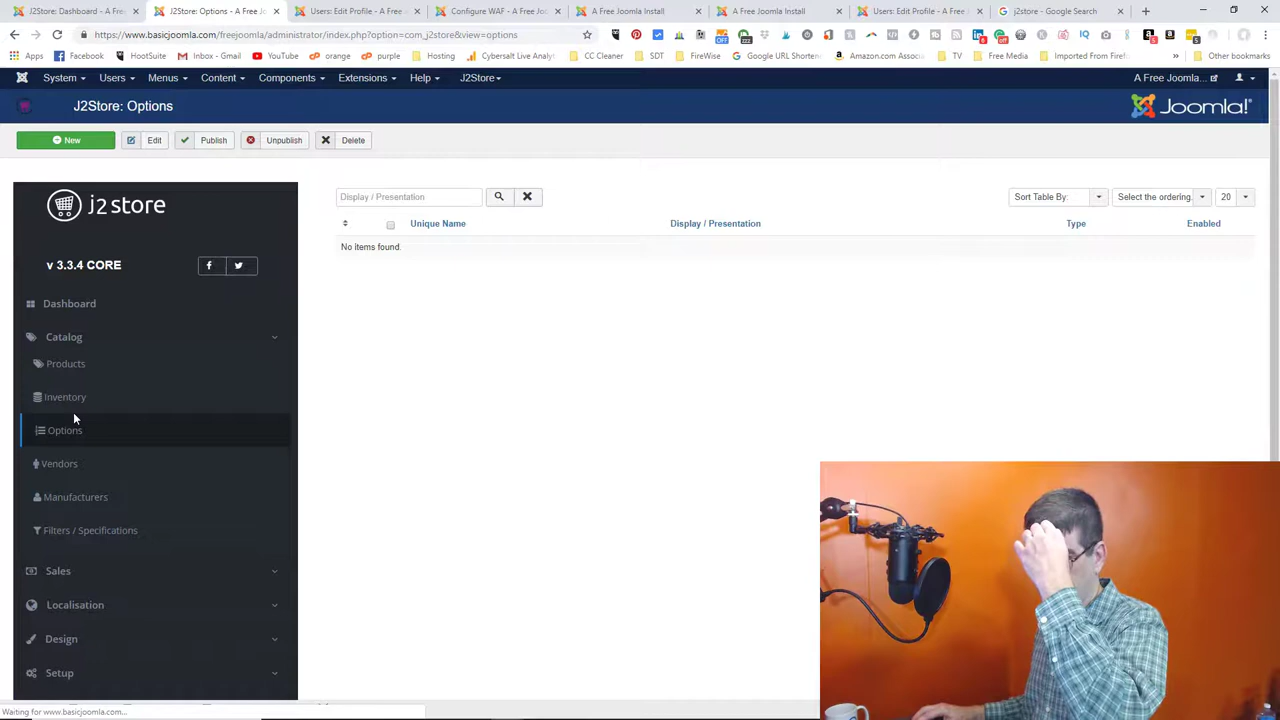 J2Store: Dashboard - A Free J
J2Store: Options - A Free Jo
Users: Edit Profile - A Free
Configure WAF - A Free Jo
A Free Joomla Install
A Free Joomla Install
Users: Edit Profile - A Free J
j2store - Google Search
https://www.basicjoomla.com/freejoomla/administrator/index.php?option=com_j2store&view=options
Apps Facebook HootSuite Inbox - Gmail YouTube orange purple Hosting Cybersalt Live Analy CC Cleaner SDT FireWise Google URL Shorten Amazon.com Associat TV Free Media Imported From Firef Other bookmarks
System Users Menus Content Components Extensions Help J2Store A Free Joomla...
J2Store: Options
Joomla!
New Edit Publish Unpublish Delete
j2store
Display / Presentation
Sort Table By:
Select the ordering.
20
Unique Name Display / Presentation Type Enabled
No items found.
v 3.3.4 CORE
Dashboard
Catalog
Products
Inventory
Options
Vendors
Manufacturers
Filters / Specifications
Sales
Localisation
Design
Setup
Waiting for www.basicjoomla.com...